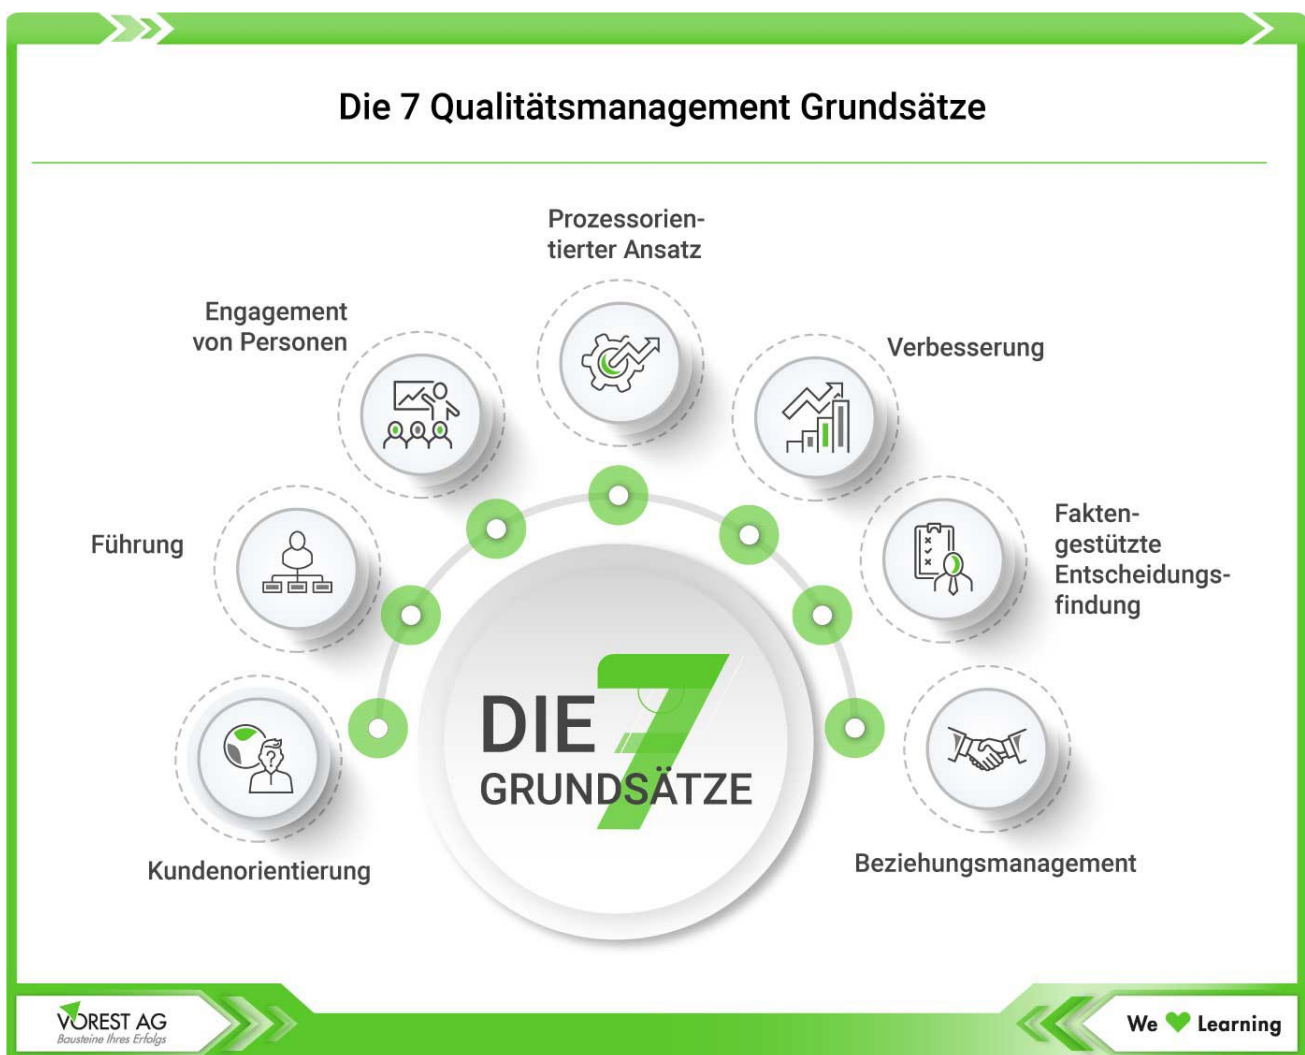 Die 7 Qualitätsmanagement Grundsätze
Prozessorien-
tierter Ansatz
Engagement
von Personen
Verbesserung
Führung
Fakten-
gestützte
Entscheidungs-
findung
DIE 7
GRUNDSÄTZE
Kundenorientierung
Beziehungsmanagement
VOREST AG
Bausteine Ihres Erfolgs
We Learning